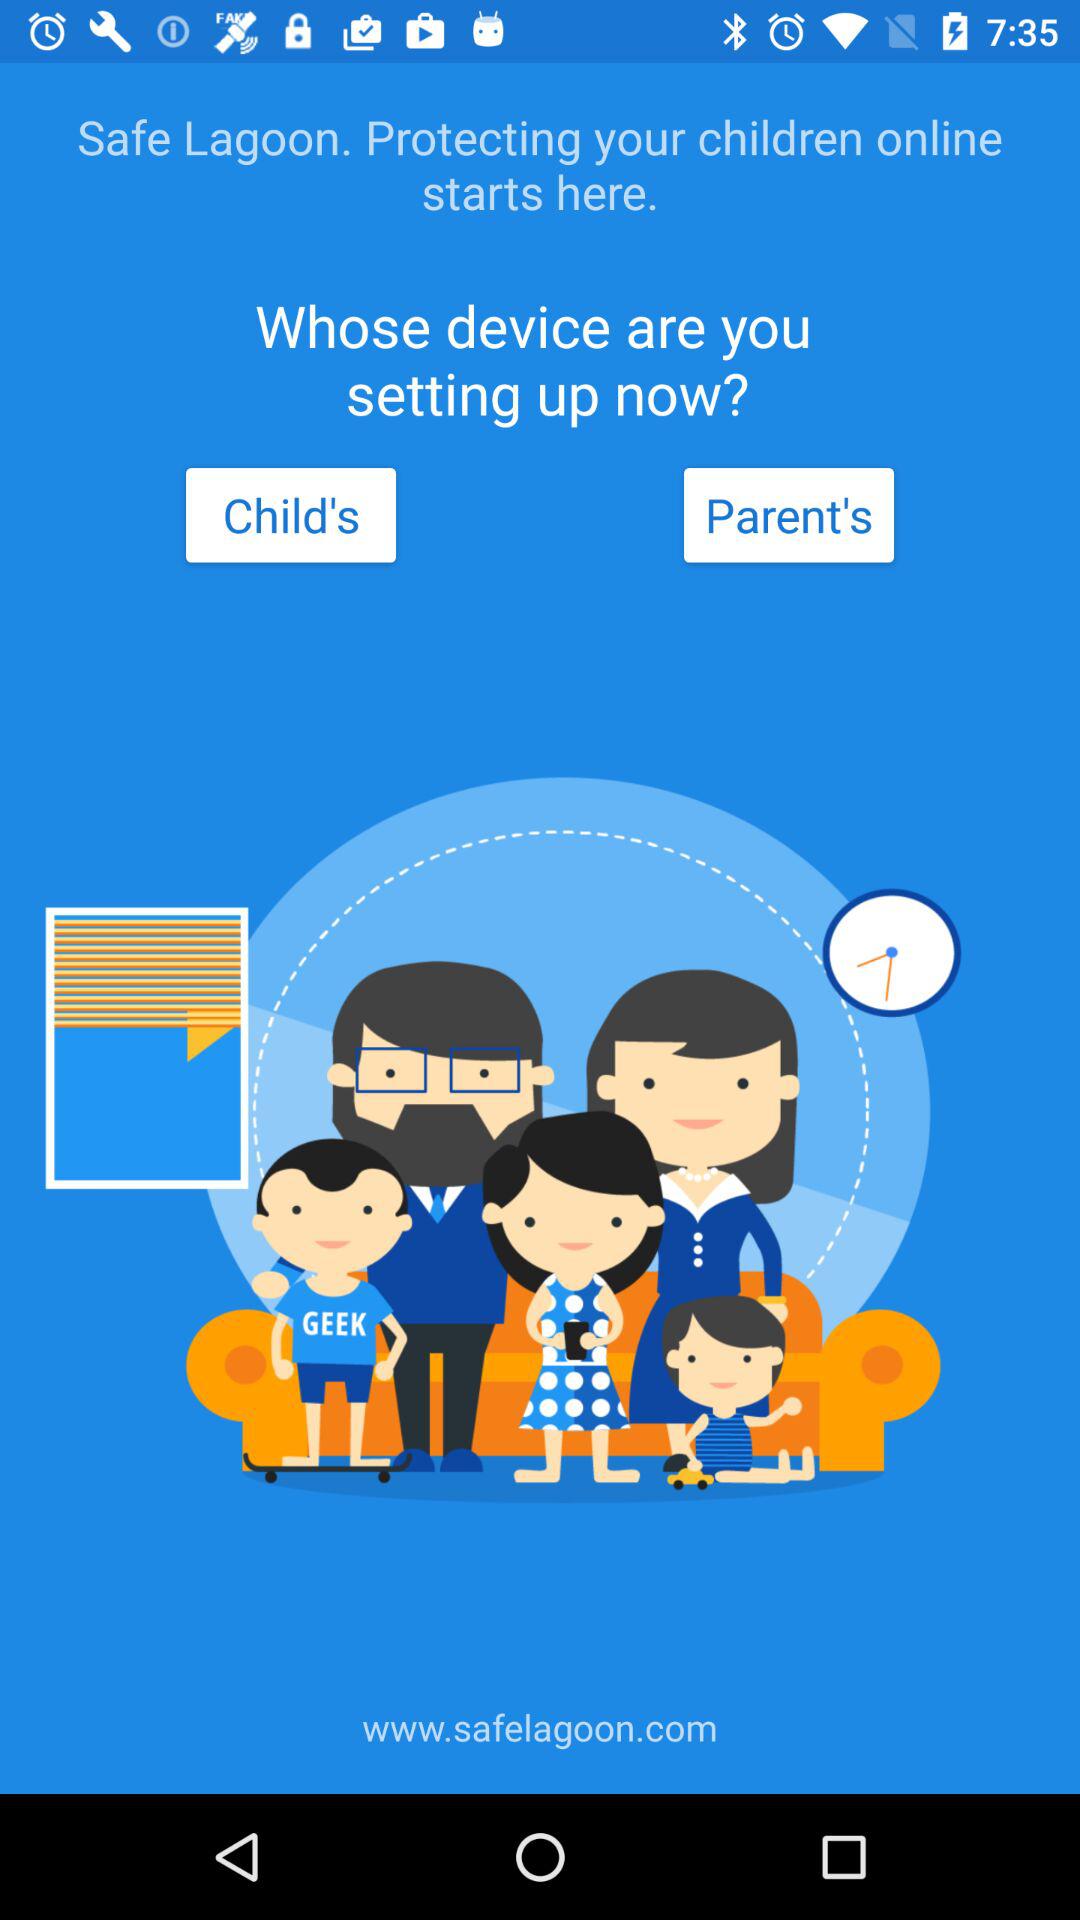 FAKE
7:35
Safe Lagoon. Protecting your children online
starts here.
Whose device are you
setting up now?
Child's
Parent's
GEEK
www.safelagoon.com